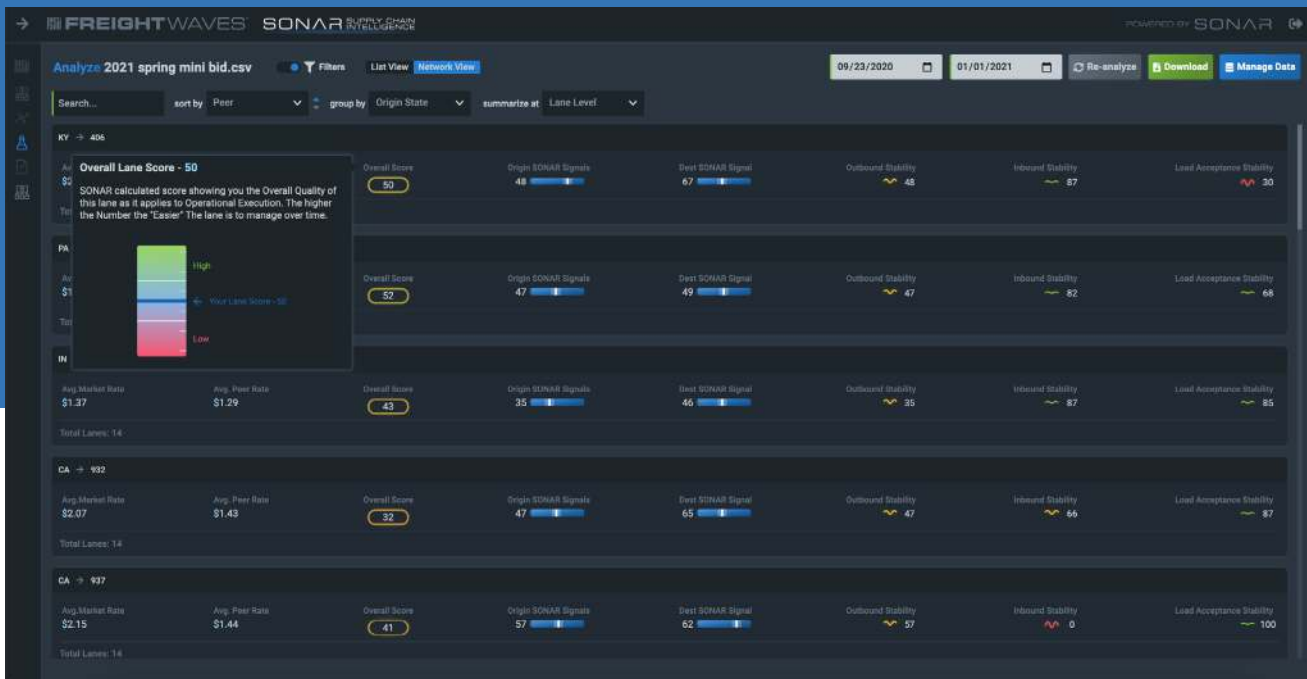 FREIGHTWAVES SONAR SUPPLY CHAIN INTELLIGENCE
POWERED BY SONAR
Analyze 2021 spring mini bid.csv Filters List View Network View 09/23/2020 01/01/2021 Re-analyze Download Manage Data
Search... sort by Peer group by Origin State summarize at Lane Level
KY → 406
Overall Lane Score - 50
SONAR calculated score showing you the Overall Quality of
this lane as it applies to Operational Execution. The higher
the Number the "Easier" The lane is to manage over time.
High
← Your Lane Score - 50
Low
Overall Score Origin SONAR Signals Dest SONAR Signal Outbound Stability Inbound Stability Load Acceptance Stability
50 48 67 48 87 30
PA
Overall Score Origin SONAR Signals Dest SONAR Signal Outbound Stability Inbound Stability Load Acceptance Stability
52 47 49 47 82 68
IN
Avg.Market Rate Avg. Peer Rate Overall Score Origin SONAR Signals Dest SONAR Signal Outbound Stability Inbound Stability Load Acceptance Stability
$1.37 $1.29 43 35 46 35 87 85
Total Lanes: 14
CA → 932
Avg.Market Rate Avg. Peer Rate Overall Score Origin SONAR Signals Dest SONAR Signal Outbound Stability Inbound Stability Load Acceptance Stability
$2.07 $1.43 32 47 65 47 66 87
Total Lanes: 14
CA → 937
Avg.Market Rate Avg. Peer Rate Overall Score Origin SONAR Signals Dest SONAR Signal Outbound Stability Inbound Stability Load Acceptance Stability
$2.15 $1.44 41 57 62 57 0 100
Total Lanes: 14